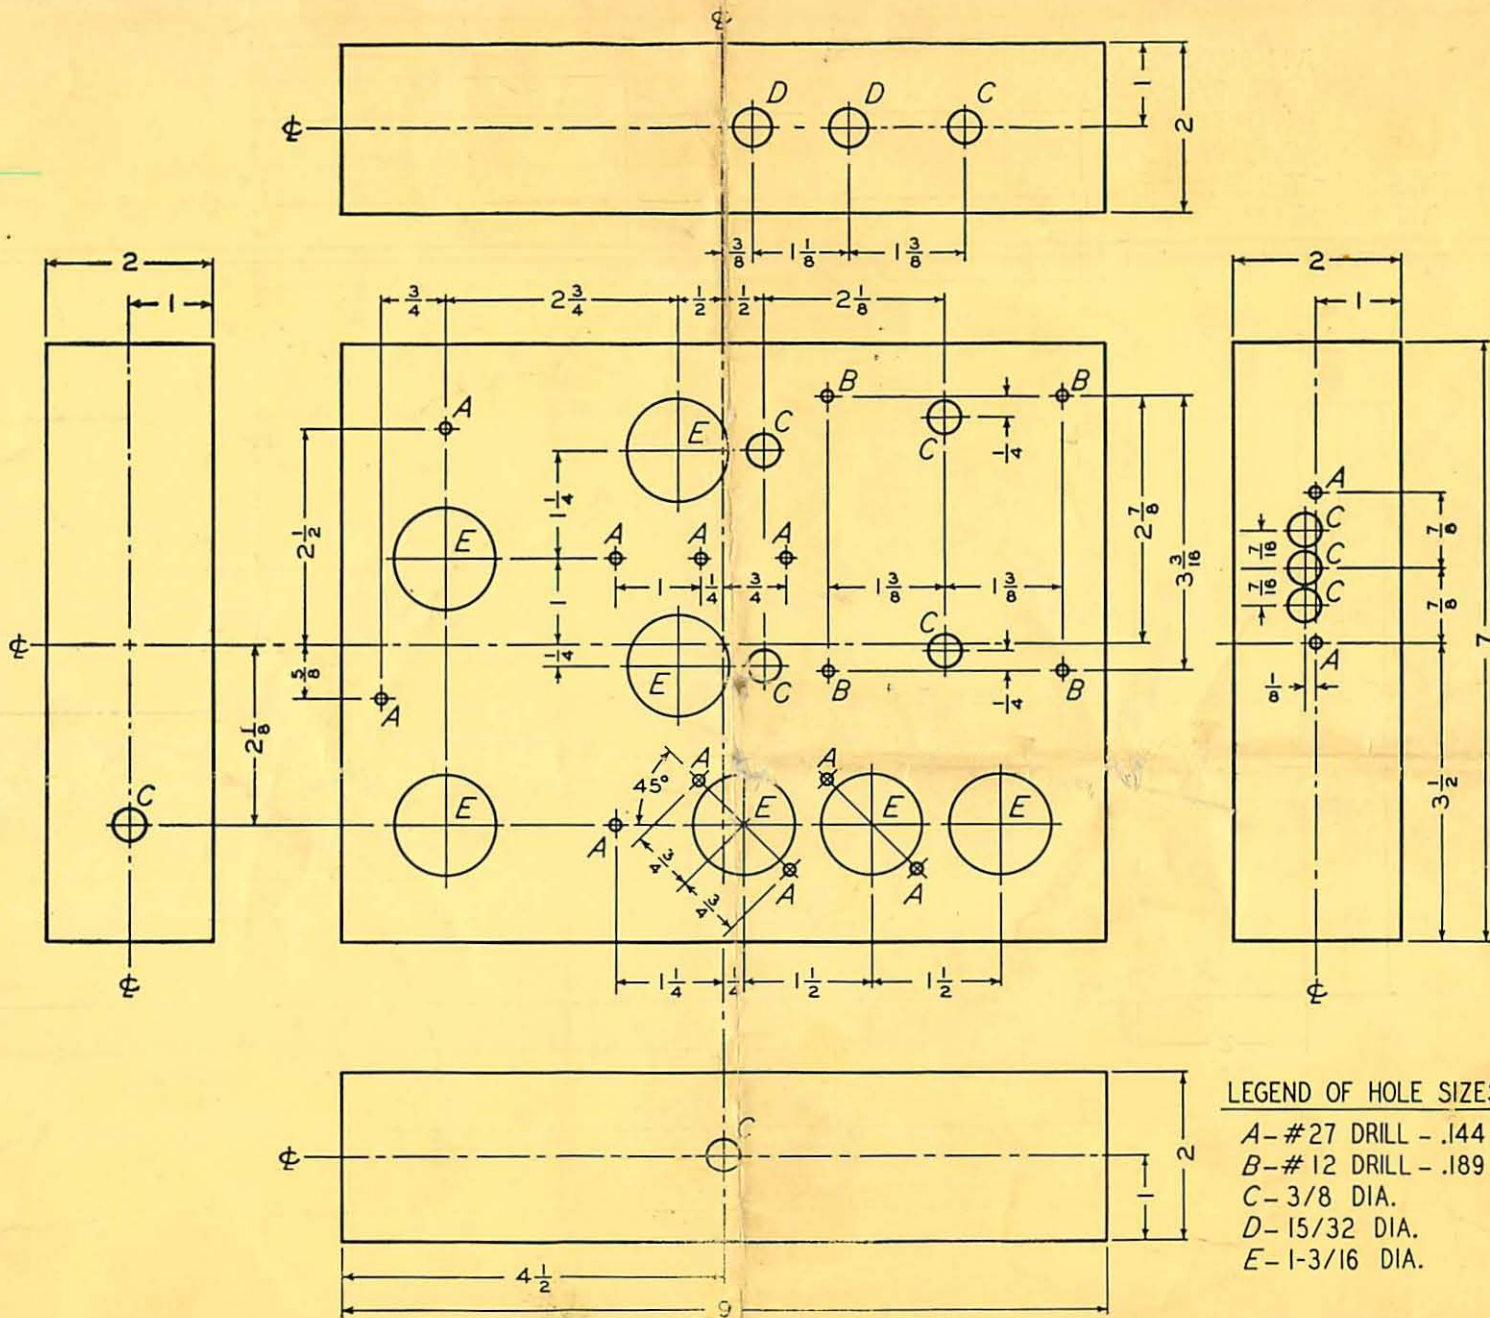 ℄
D D C
1
2
℄
3/8 1 1/8 1 3/8
2
1
3/4 2 3/4 1/2 1/2 2 1/8
2
1
A E C B C B
1/4
2 1/2
1 1/4
E A A A
1 1/4 3/4
1
1 3/8 1 3/8
2 7/8
3 3/16
A
C
C
C
A
7/16
7/16
7/8
7/8
1/8
3 1/2
7
℄
5/8
1/4
E C C
A B B
1/4
2 1/8
C
45°
A A
E A E E E
A A
3/4
3/4
℄
1 1/4 1/4 1 1/2 1 1/2
℄
C
℄
2
1
4 1/2
9
LEGEND OF HOLE SIZES
A - #27 DRILL - .144
B - #12 DRILL - .189
C - 3/8 DIA.
D - 15/32 DIA.
E - 1-3/16 DIA.